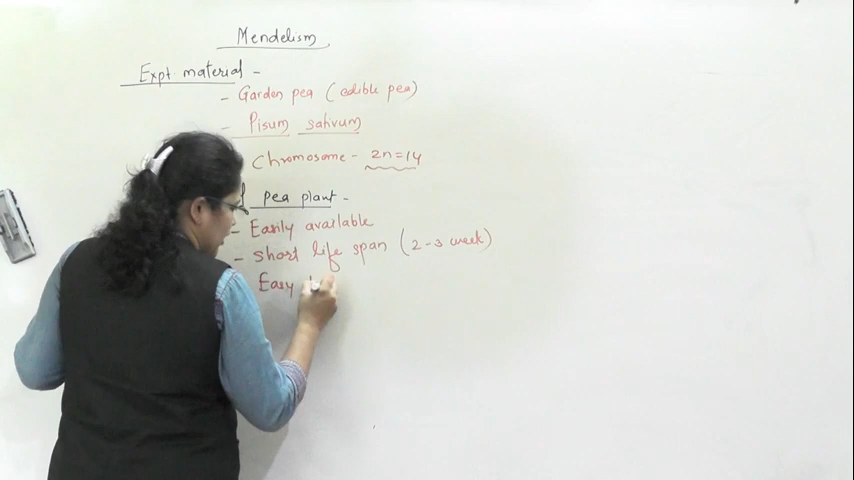 Mendelism
Expt. material -
- Garden pea (edible pea)
- Pisum sativum
Chromosome - 2n=14
Pea plant -
- Easily available
- short life span (2-3 week)
Easy